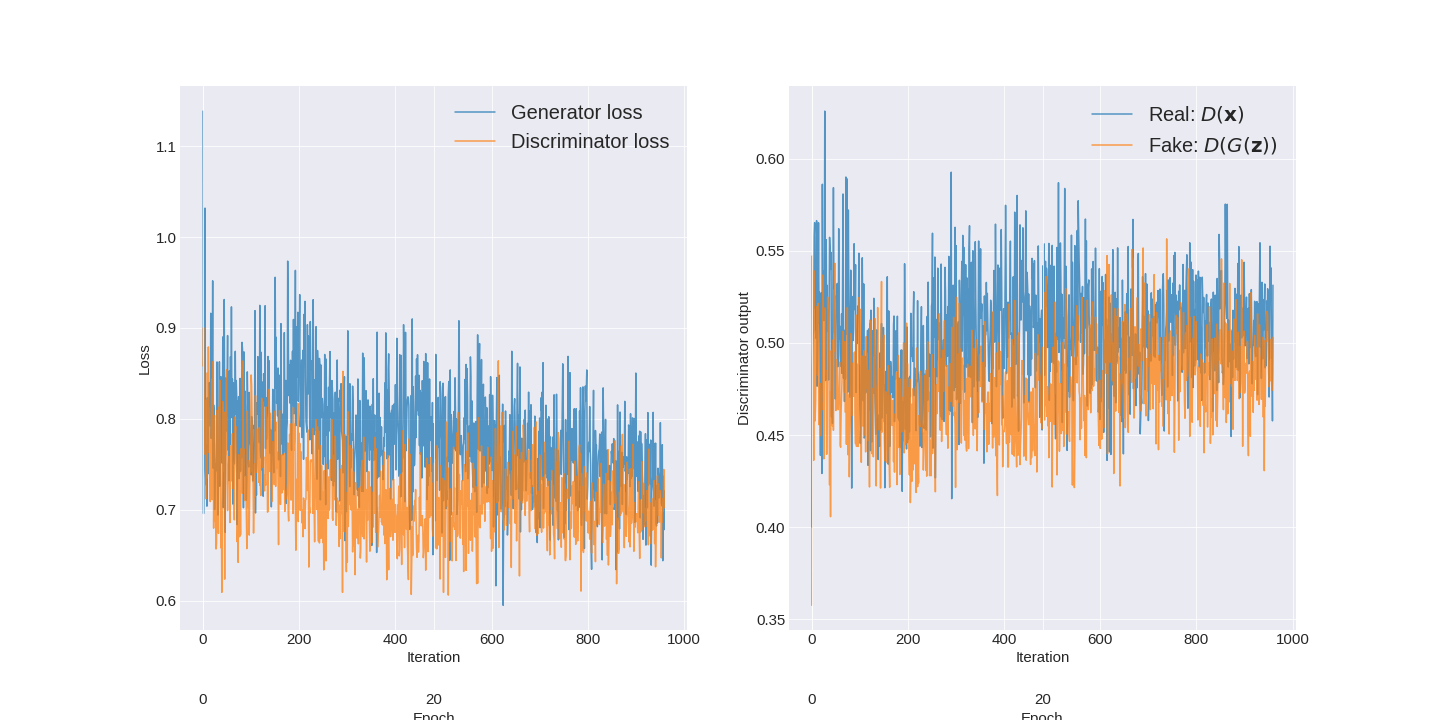 Generator loss
Discriminator loss
1.1
1.0
0.9
0.8
0.7
0.6
Loss
0 200 400 600 800 1000
Iteration
0 20
Epoch
Real: D(x)
Fake: D(G(z))
0.60
0.55
0.50
0.45
0.40
0.35
Discriminator output
0 200 400 600 800 1000
Iteration
0 20
Epoch